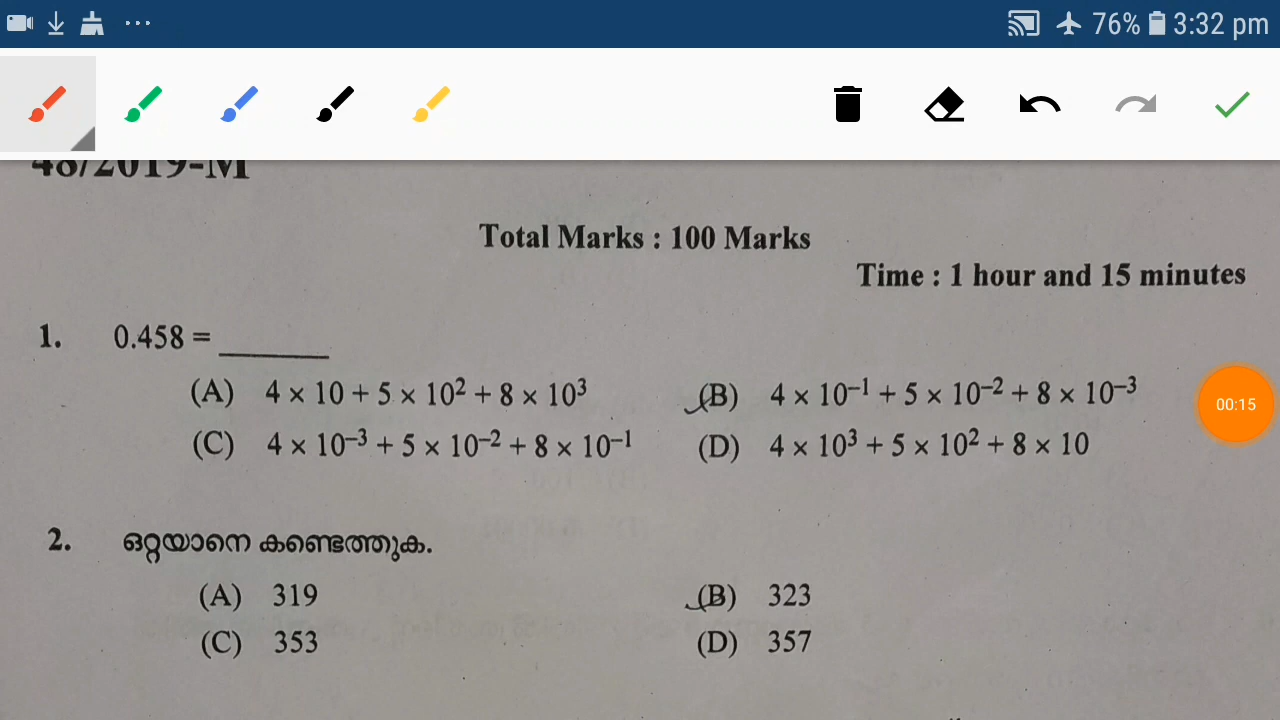 76% 3:32 pm
48/2019-M
Total Marks : 100 Marks
Time : 1 hour and 15 minutes
1. 0.458 = ______
(A) 4 × 10 + 5 × 10² + 8 × 10³ (B) 4 × 10⁻¹ + 5 × 10⁻² + 8 × 10⁻³
(C) 4 × 10⁻³ + 5 × 10⁻² + 8 × 10⁻¹ (D) 4 × 10³ + 5 × 10² + 8 × 10
00:15
2. ഒറ്റയാനെ കണ്ടെത്തുക.
(A) 319 (B) 323
(C) 353 (D) 357